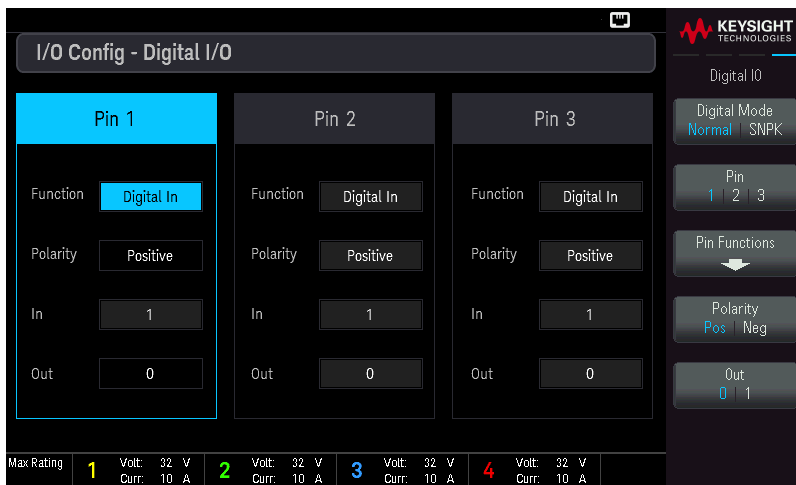 KEYSIGHT
TECHNOLOGIES
I/O Config - Digital I/O
Digital IO
Pin 1 Pin 2 Pin 3
Digital Mode
Normal | SNPK
Function Digital In Function Digital In Function Digital In
Pin
1 | 2 | 3
Polarity Positive Polarity Positive Polarity Positive
Pin Functions
In 1 In 1 In 1
Polarity
Pos | Neg
Out 0 Out 0 Out 0
Out
0 | 1
Max Rating 1 Volt: 32 V 2 Volt: 32 V 3 Volt: 32 V 4 Volt: 32 V
Curr: 10 A Curr: 10 A Curr: 10 A Curr: 10 A